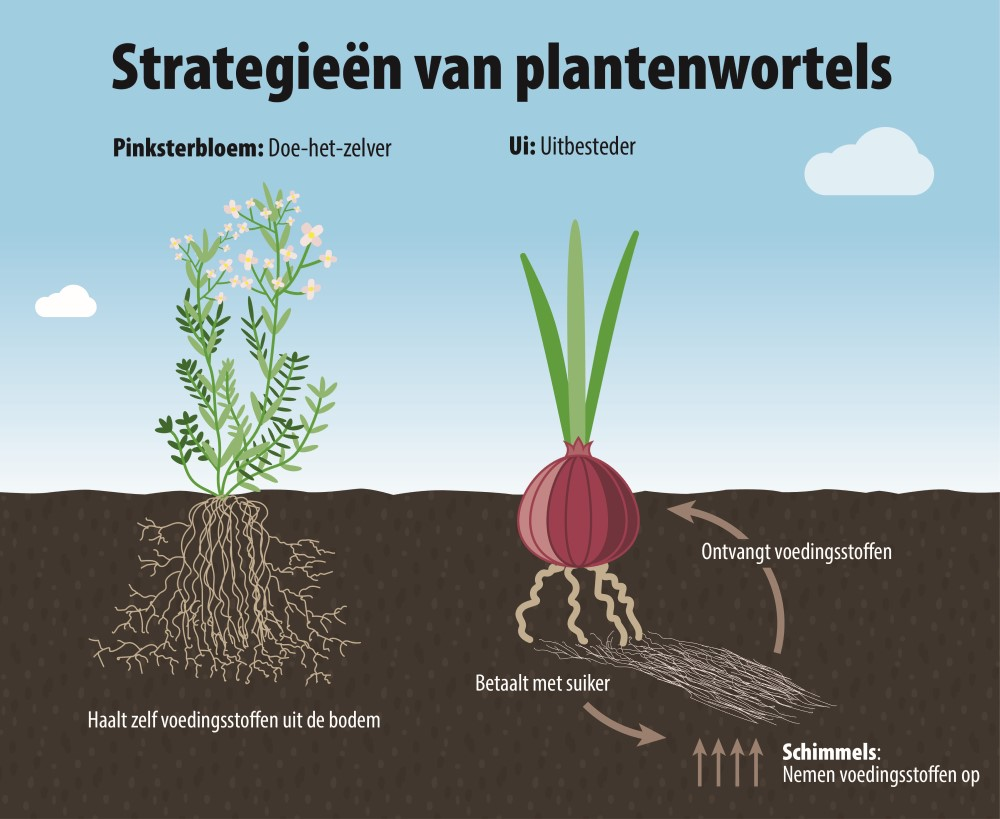 Strategieën van plantenwortels
Pinksterbloem: Doe-het-zelver
Ui: Uitbesteder
Ontvangt voedingsstoffen
Betaalt met suiker
Haalt zelf voedingsstoffen uit de bodem
Schimmels:
Nemen voedingsstoffen op